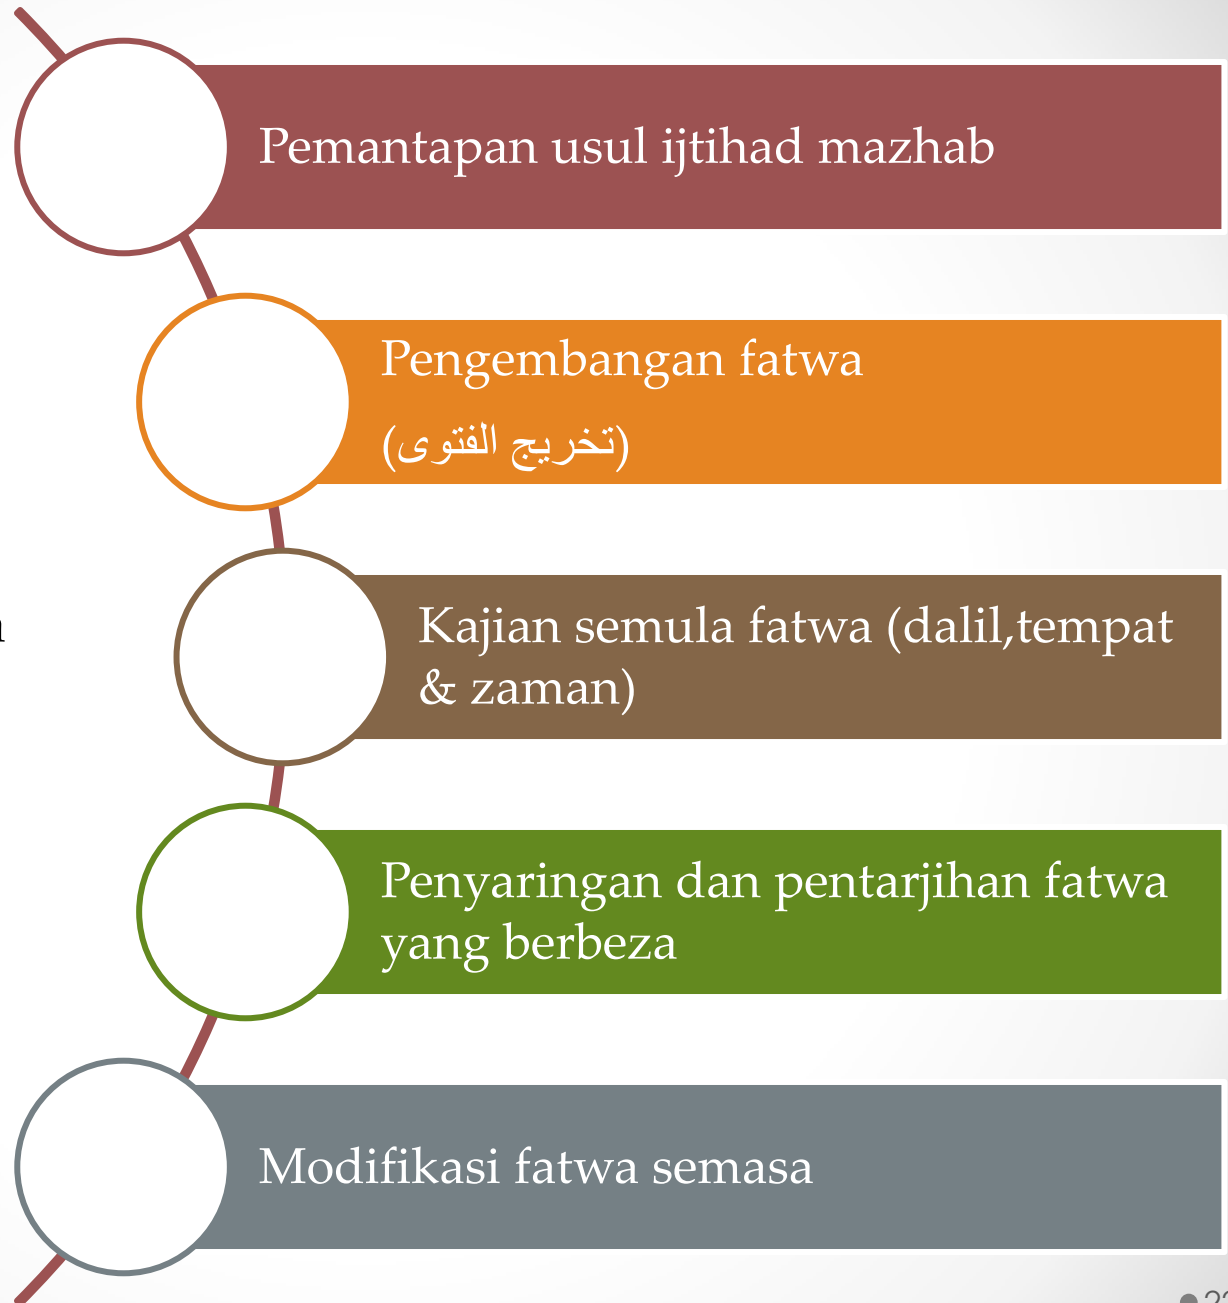 Pemantapan usul ijtihad mazhab
Pengembangan fatwa
(تخريج الفتوى)
Kajian semula fatwa (dalil,tempat
& zaman)
Penyaringan dan pentarjihan fatwa
yang berbeza
Modifikasi fatwa semasa